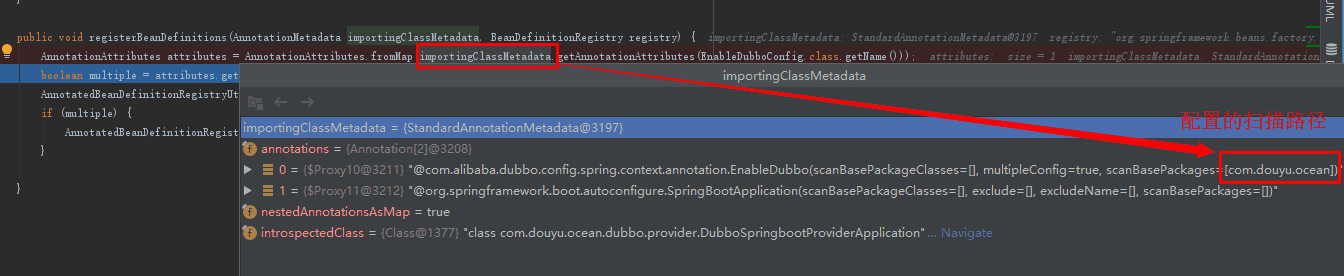 public void registerBeanDefinitions(AnnotationMetadata importingClassMetadata, BeanDefinitionRegistry registry) { importingClassMetadata: StandardAnnotationMetadata@3197 registry: "org.springframework.beans.factory.
AnnotationAttributes attributes = AnnotationAttributes.fromMap(importingClassMetadata.getAnnotationAttributes(EnableDubboConfig.class.getName())); attributes: size = 1 importingClassMetadata: StandardAnnotation
boolean multiple = attributes.get
importingClassMetadata
AnnotatedBeanDefinitionRegistryUt
if (multiple) {
importingClassMetadata = {StandardAnnotationMetadata@3197}
AnnotatedBeanDefinitionRegist
配置的扫描路径
annotations = {Annotation[2]@3208}
}
0 = {$Proxy10@3211} "@com.alibaba.dubbo.config.spring.context.annotation.EnableDubbo(scanBasePackageClasses=[], multipleConfig=true, scanBasePackages=[com.douyu.ocean])"
}
1 = {$Proxy11@3212} "@org.springframework.boot.autoconfigure.SpringBootApplication(scanBasePackageClasses=[], exclude=[], excludeName=[], scanBasePackages=[])"
nestedAnnotationsAsMap = true
introspectedClass = {Class@1377} "class com.douyu.ocean.dubbo.provider.DubboSpringbootProviderApplication" ... Navigate
UML